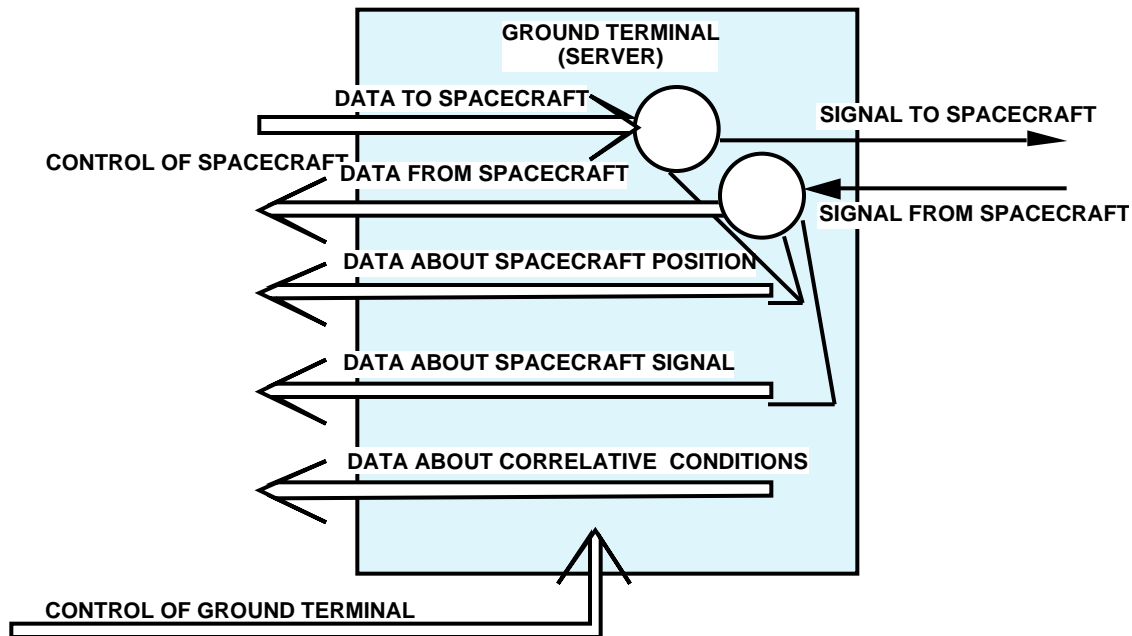 GROUND TERMINAL
(SERVER)
DATA TO SPACECRAFT
SIGNAL TO SPACECRAFT
CONTROL OF SPACECRAFT
DATA FROM SPACECRAFT
SIGNAL FROM SPACECRAFT
DATA ABOUT SPACECRAFT POSITION
DATA ABOUT SPACECRAFT SIGNAL
DATA ABOUT CORRELATIVE CONDITIONS
CONTROL OF GROUND TERMINAL